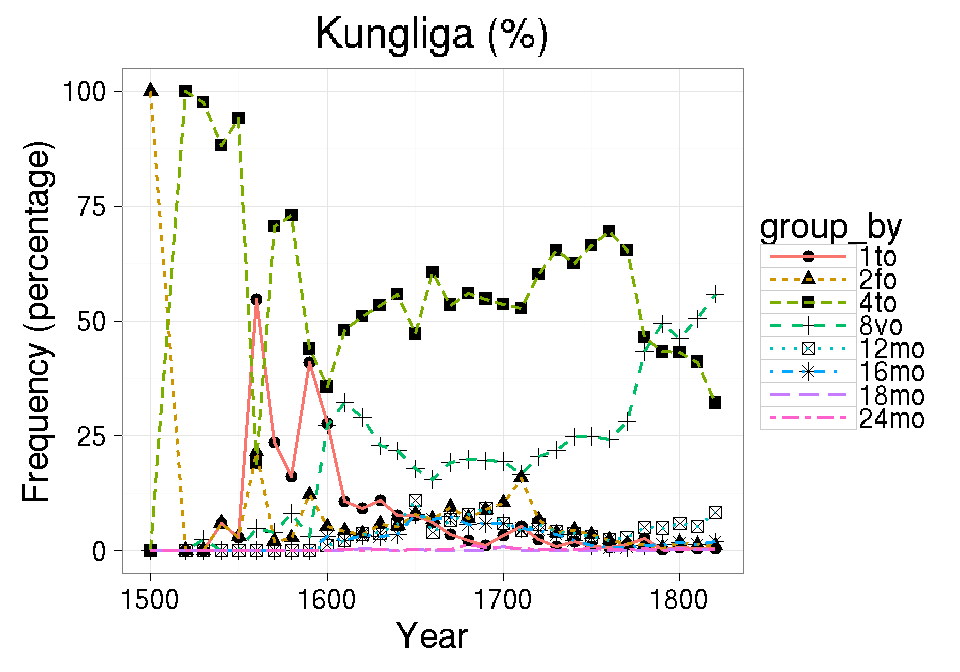 Kungliga (%)
Frequency (percentage)
100
75
50
25
0
1500 1600 1700 1800
Year
group_by
1to
2fo
4to
8vo
12mo
16mo
18mo
24mo